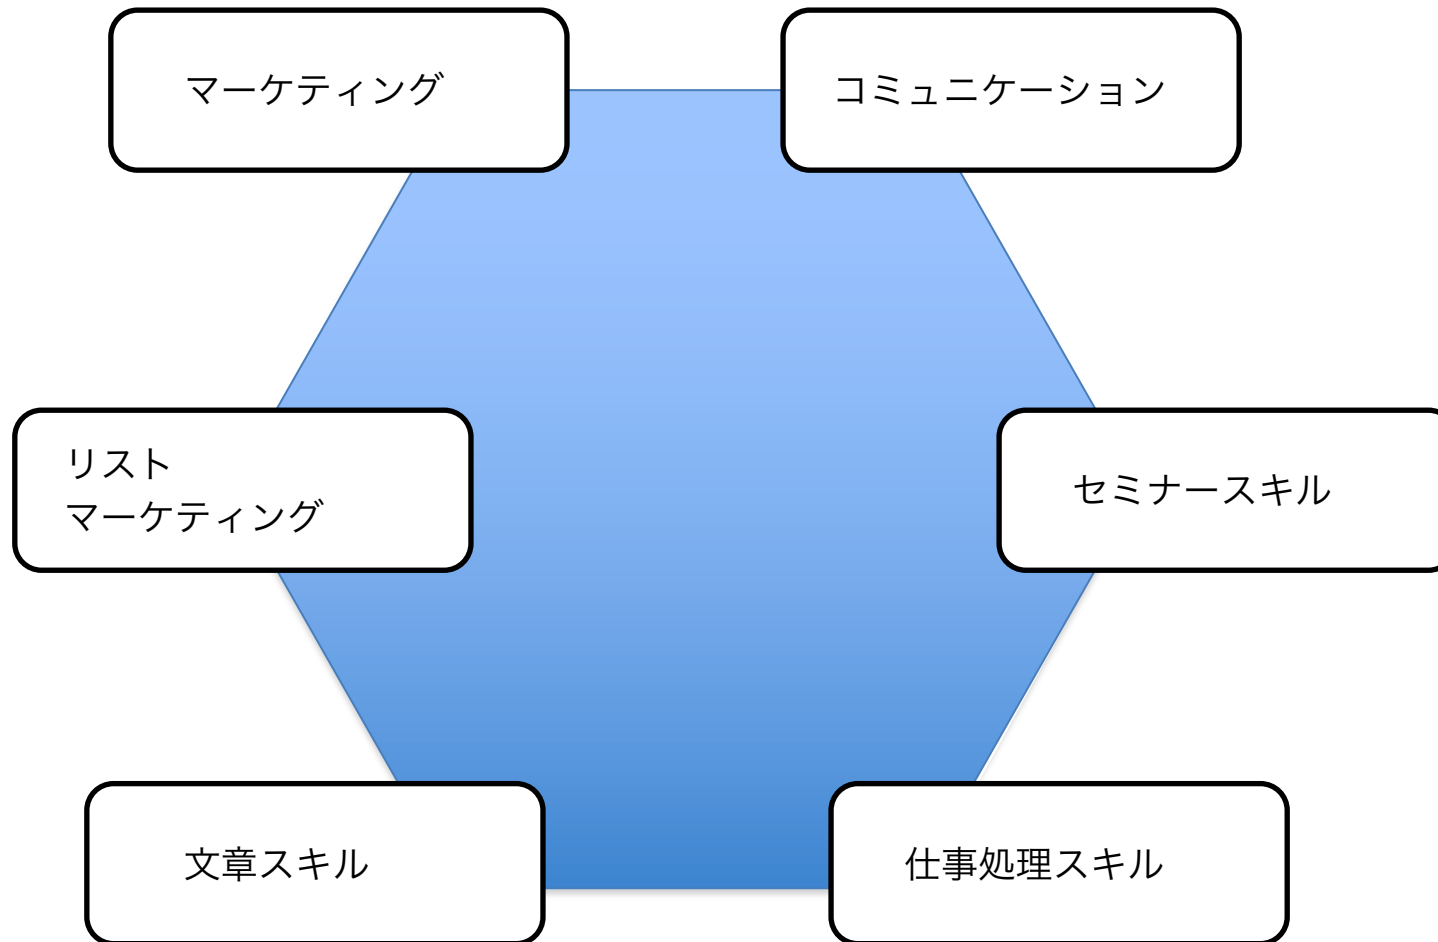 マーケティング
コミュニケーション
リスト
マーケティング
セミナースキル
文章スキル
仕事処理スキル